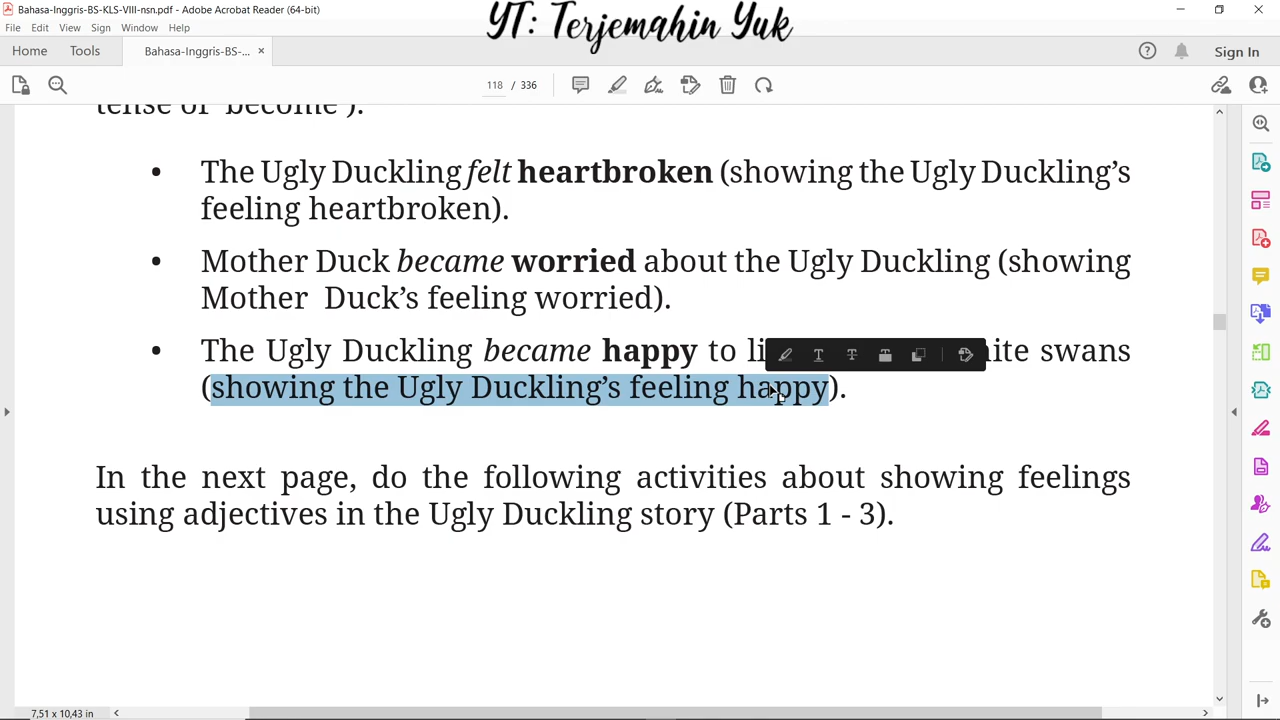 Bahasa-Inggris-BS-KLS-VIII-nsn.pdf - Adobe Acrobat Reader (64-bit)
YT: Terjemahin Yuk
File Edit View Sign Window Help
Home Tools Bahasa-Inggris-BS-... × Sign In
118 / 336
tense of 'become').
• The Ugly Duckling felt heartbroken (showing the Ugly Duckling’s
feeling heartbroken).
• Mother Duck became worried about the Ugly Duckling (showing
Mother Duck’s feeling worried).
• The Ugly Duckling became happy to swans
(showing the Ugly Duckling’s feeling happy).
In the next page, do the following activities about showing feelings
using adjectives in the Ugly Duckling story (Parts 1 - 3).
7,51 x 10,43 in